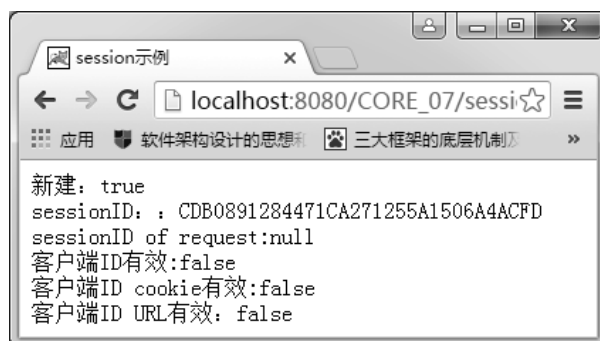 session示例
localhost:8080/CORE_07/sessi
应用 软件架构设计的思想和 三大框架的底层机制及 »
新建：true
sessionID：：CDB0891284471CA271255A1506A4ACFD
sessionID of request:null
客户端ID有效:false
客户端ID cookie有效:false
客户端ID URL有效：false